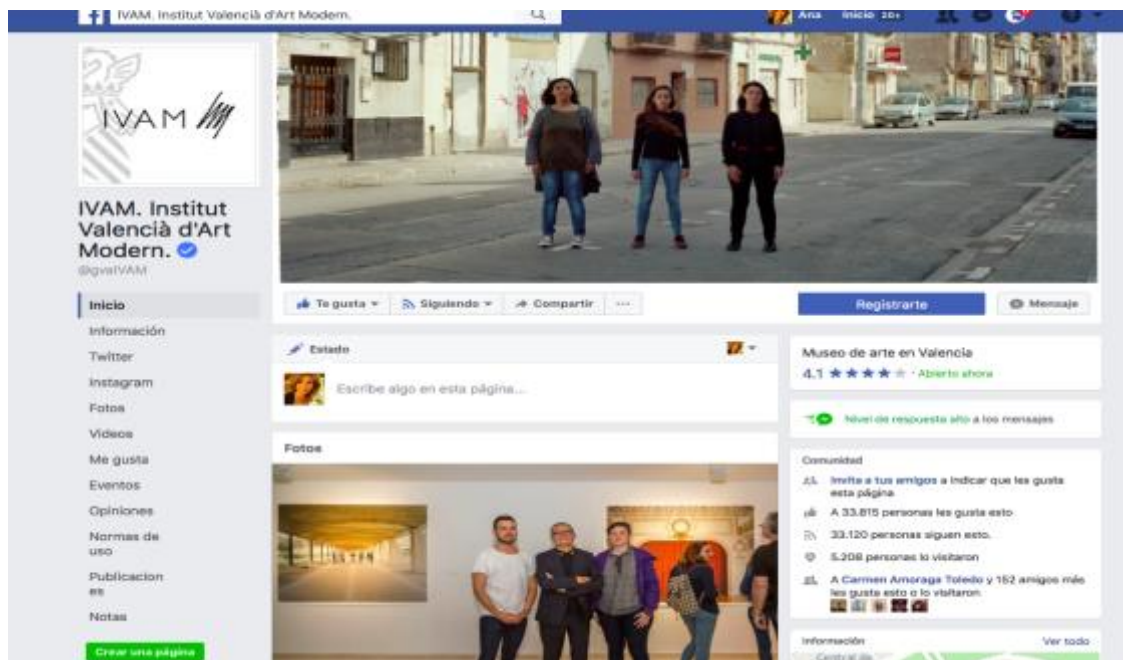 IVAM. Institut Valencià d'Art Modern.
Ana Inicio 20+
IVAM
IVAM. Institut
Valencià d'Art
Modern.
@gvaIVAM
Inicio
Información
Twitter
Instagram
Fotos
Vídeos
Me gusta
Eventos
Opiniones
Normas de
uso
Publicacion
es
Notas
Crear una página
Te gusta
Siguiendo
Compartir
Registrarte
Mensaje
Estado
Escribe algo en esta página...
Fotos
Museo de arte en Valencia
4.1 · Abierto ahora
Nivel de respuesta alto a los mensajes
Comunidad
Invita a tus amigos a indicar que les gusta
esta página
A 33.815 personas les gusta esto
33.120 personas siguen esto.
5.208 personas lo visitaron
A Carmen Amoraga Toledo y 152 amigos más
les gusta esto o lo visitaron
Información Ver todo
Central de